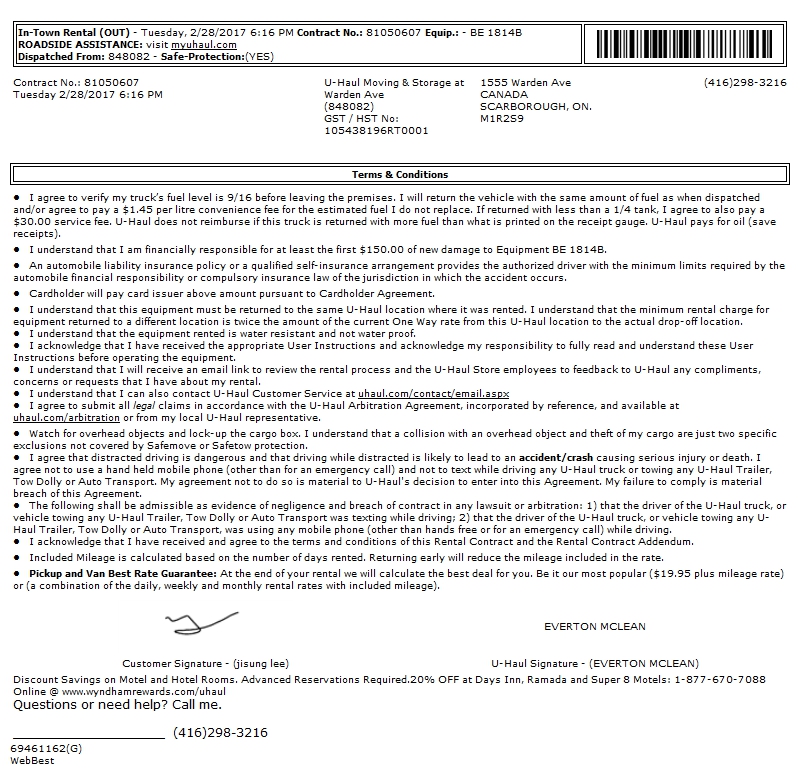 In-Town Rental (OUT) - Tuesday, 2/28/2017 6:16 PM Contract No.: 81050607 Equip.: - BE 1814B
ROADSIDE ASSISTANCE: visit myuhaul.com
Dispatched From: 848082 - Safe-Protection:(YES)
Contract No.: 81050607
Tuesday 2/28/2017 6:16 PM
U-Haul Moving & Storage at
Warden Ave
(848082)
GST / HST No:
105438196RT0001
1555 Warden Ave
CANADA
SCARBOROUGH, ON.
M1R2S9
(416)298-3216
Terms & Conditions
● I agree to verify my truck's fuel level is 9/16 before leaving the premises. I will return the vehicle with the same amount of fuel as when dispatched
and/or agree to pay a $1.45 per litre convenience fee for the estimated fuel I do not replace. If returned with less than a 1/4 tank, I agree to also pay a
$30.00 service fee. U-Haul does not reimburse if this truck is returned with more fuel than what is printed on the receipt gauge. U-Haul pays for oil (save
receipts).
● I understand that I am financially responsible for at least the first $150.00 of new damage to Equipment BE 1814B.
● An automobile liability insurance policy or a qualified self-insurance arrangement provides the authorized driver with the minimum limits required by the
automobile financial responsibility or compulsory insurance law of the jurisdiction in which the accident occurs.
● Cardholder will pay card issuer above amount pursuant to Cardholder Agreement.
● I understand that this equipment must be returned to the same U-Haul location where it was rented. I understand that the minimum rental charge for
equipment returned to a different location is twice the amount of the current One Way rate from this U-Haul location to the actual drop-off location.
● I understand that the equipment rented is water resistant and not water proof.
● I acknowledge that I have received the appropriate User Instructions and acknowledge my responsibility to fully read and understand these User
Instructions before operating the equipment.
● I understand that I will receive an email link to review the rental process and the U-Haul Store employees to feedback to U-Haul any compliments,
concerns or requests that I have about my rental.
● I understand that I can also contact U-Haul Customer Service at uhaul.com/contact/email.aspx
● I agree to submit all legal claims in accordance with the U-Haul Arbitration Agreement, incorporated by reference, and available at
uhaul.com/arbitration or from my local U-Haul representative.
● Watch for overhead objects and lock-up the cargo box. I understand that a collision with an overhead object and theft of my cargo are just two specific
exclusions not covered by Safemove or Safetow protection.
● I agree that distracted driving is dangerous and that driving while distracted is likely to lead to an accident/crash causing serious injury or death. I
agree not to use a hand held mobile phone (other than for an emergency call) and not to text while driving any U-Haul truck or towing any U-Haul Trailer,
Tow Dolly or Auto Transport. My agreement not to do so is material to U-Haul's decision to enter into this Agreement. My failure to comply is material
breach of this Agreement.
● The following shall be admissible as evidence of negligence and breach of contract in any lawsuit or arbitration: 1) that the driver of the U-Haul truck, or
vehicle towing any U-Haul Trailer, Tow Dolly or Auto Transport was texting while driving; 2) that the driver of the U-Haul truck, or vehicle towing any U-
Haul Trailer, Tow Dolly or Auto Transport, was using any mobile phone (other than hands free or for an emergency call) while driving.
● I acknowledge that I have received and agree to the terms and conditions of this Rental Contract and the Rental Contract Addendum.
● Included Mileage is calculated based on the number of days rented. Returning early will reduce the mileage included in the rate.
● Pickup and Van Best Rate Guarantee: At the end of your rental we will calculate the best deal for you. Be it our most popular ($19.95 plus mileage rate)
or (a combination of the daily, weekly and monthly rental rates with included mileage).
EVERTON MCLEAN
Customer Signature - (jisung lee)
U-Haul Signature - (EVERTON MCLEAN)
Discount Savings on Motel and Hotel Rooms. Advanced Reservations Required.20% OFF at Days Inn, Ramada and Super 8 Motels: 1-877-670-7088
Online @ www.wyndhamrewards.com/uhaul
Questions or need help? Call me.
(416)298-3216
69461162(G)
WebBest